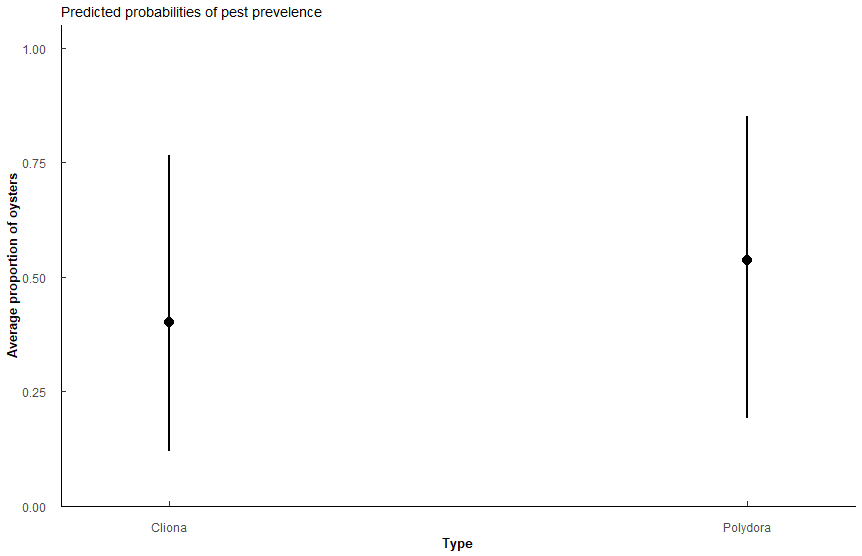 Predicted probabilities of pest prevelence
1.00
0.75
0.50
0.25
0.00
Average proportion of oysters
Cliona
Polydora
Type